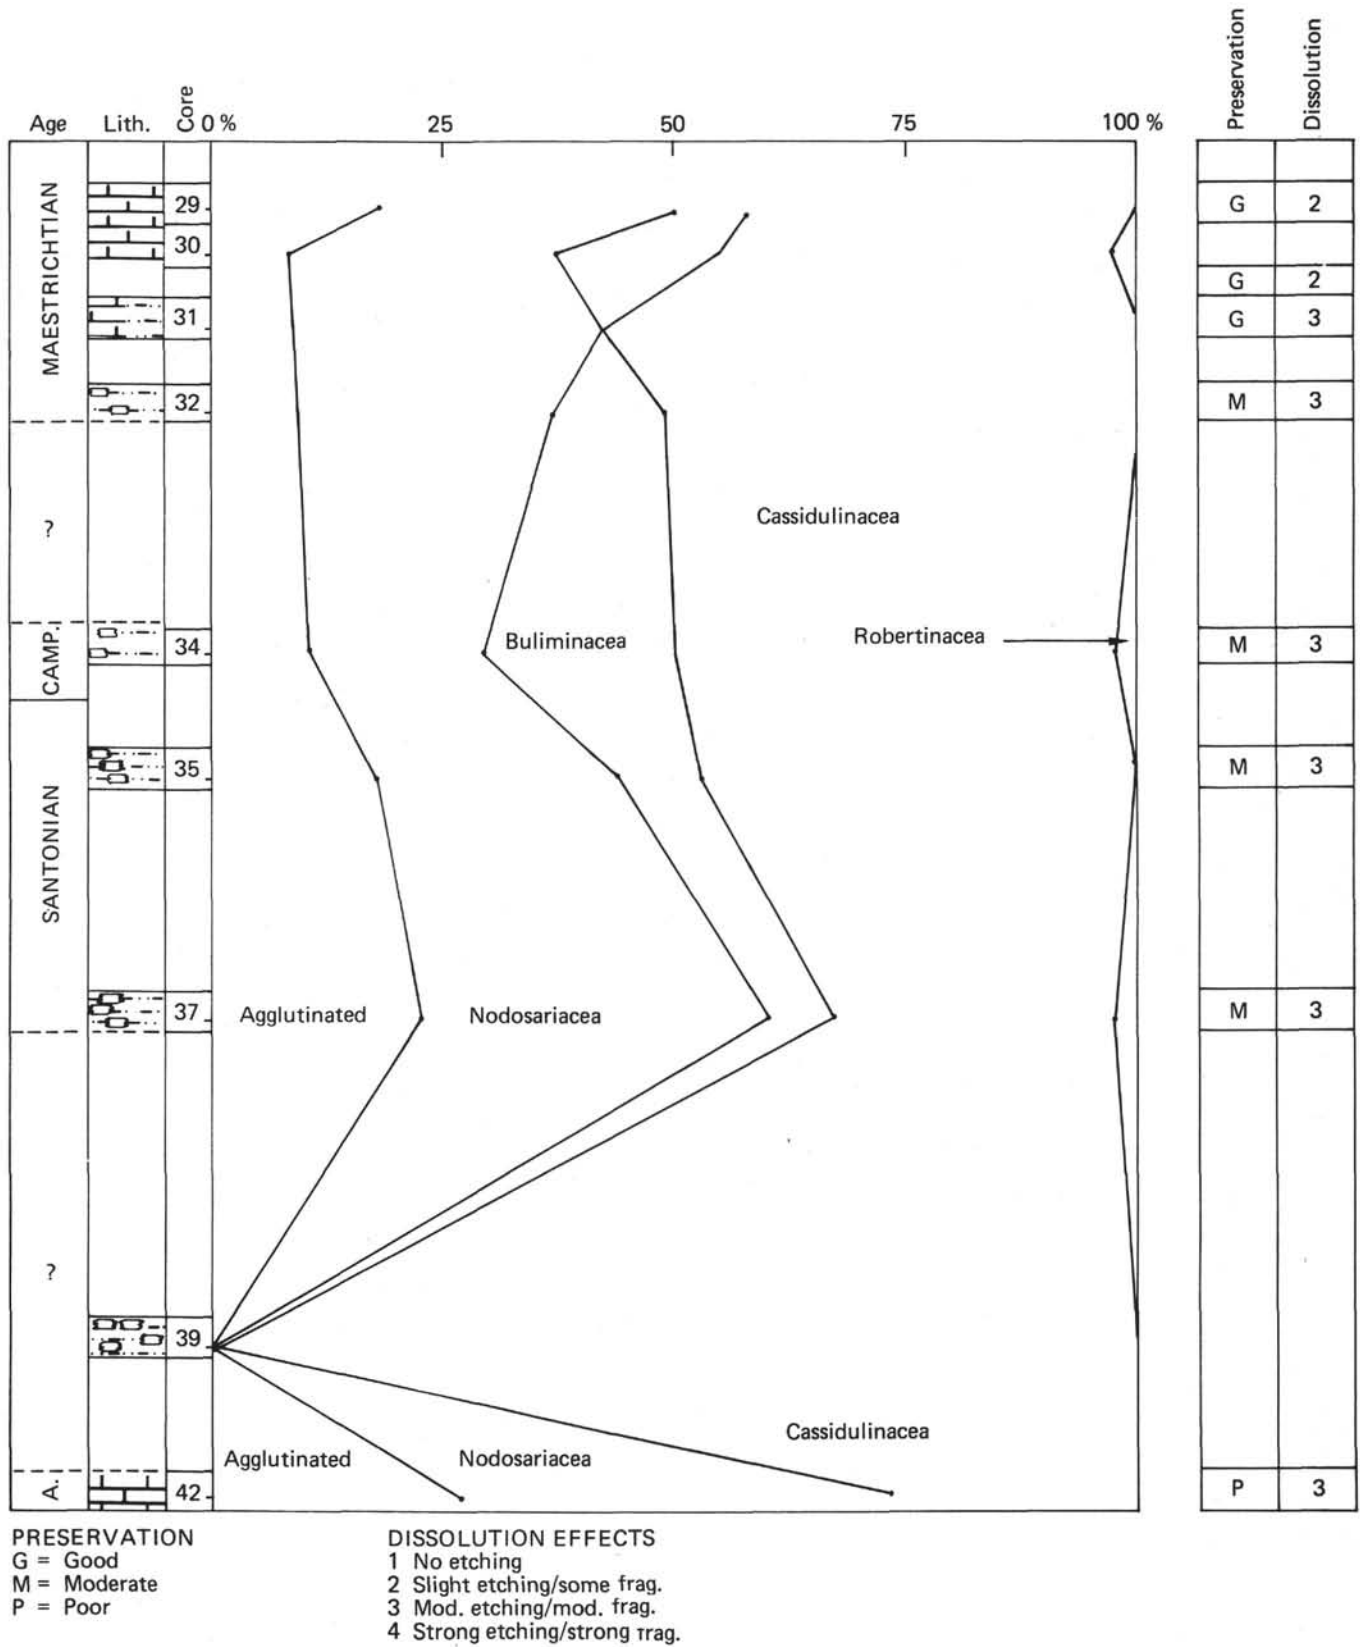 Age Lith. Core 0 % 25 50 75 100 % Preservation Dissolution
MAESTRICHTIAN
29 G 2
30
G 2
31 G 3
32 M 3
?
Cassidulinacea
CAMP.
34 Buliminacea Robertinacea M 3
SANTONIAN
35 M 3
37 Agglutinated Nodosariacea M 3
?
39
Cassidulinacea
Agglutinated Nodosariacea
A. 42 P 3
PRESERVATION
G = Good
M = Moderate
P = Poor
DISSOLUTION EFFECTS
1 No etching
2 Slight etching/some frag.
3 Mod. etching/mod. frag.
4 Strong etching/strong frag.